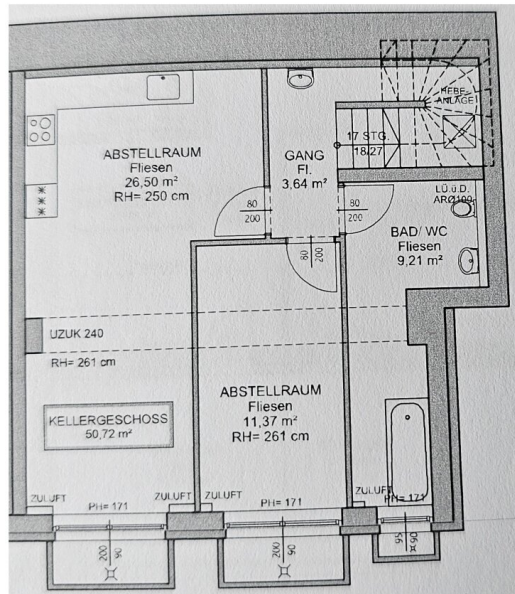 HEBE-
ANLAGE
17 STG.
18/27
ABSTELLRAUM
Fliesen
26,50 m²
RH= 250 cm
GANG
Fl.
3,64 m²
80
200
80
200
LÜ.ü.D.
ARØ100
BAD/ WC
Fliesen
9,21 m²
80
200
UZUK 240
RH= 261 cm
ABSTELLRAUM
Fliesen
11,37 m²
RH= 261 cm
KELLERGESCHOSS
50,72 m²
ZULUFT
PH= 171
ZULUFT
ZULUFT
PH= 171
ZULUFT
PH= 171
200
90
200
90
95
90